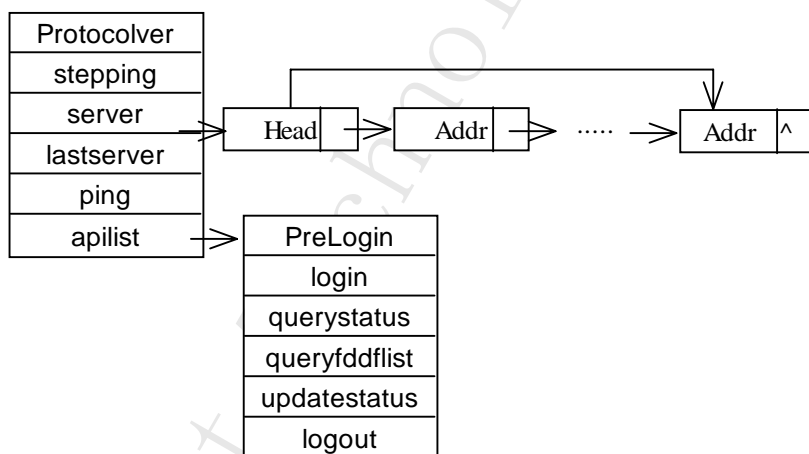 Protocolver
stepping
server
lastserver
ping
apilist
Head
Addr
.....
Addr ^
PreLogin
login
querystatus
queryfddflist
updatestatus
logout